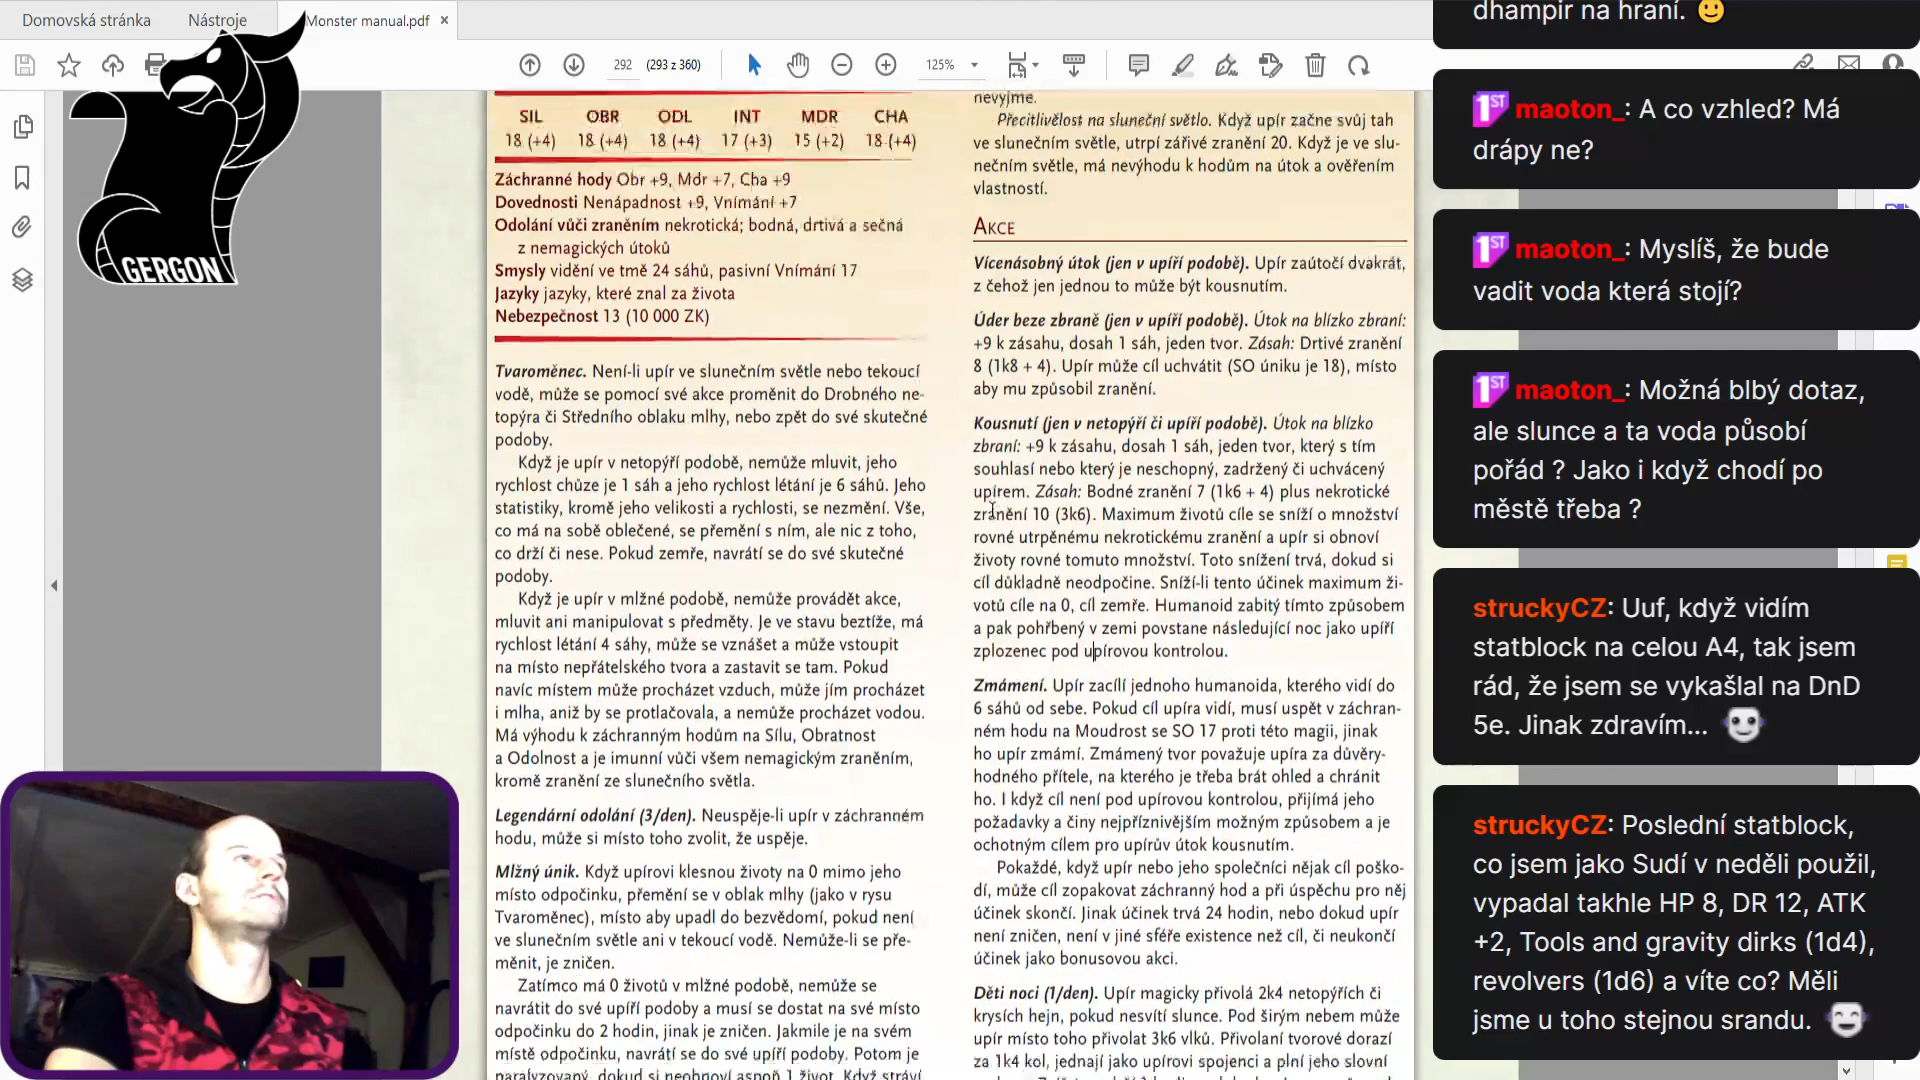 Domovská stránka
Nástroje
Monster manual.pdf
292
(293 z 360)
125%
GERGON
SIL OBR ODL INT MDR CHA
18 (+4) 18 (+4) 18 (+4) 17 (+3) 15 (+2) 18 (+4)
Záchranné hody Obr +9, Mdr +7, Cha +9
Dovednosti Nenápadnost +9, Vnímání +7
Odolání vůči zraněním nekrotická; bodná, drtivá a sečná
z nemagických útoků
Smysly vidění ve tmě 24 sáhů, pasivní Vnímání 17
Jazyky jazyky, které znal za života
Nebezpečnost 13 (10 000 ZK)
Tvaroměnec. Není-li upír ve slunečním světle nebo tekoucí
vodě, může se pomocí své akce proměnit do Drobného ne-
topýra či Středního oblaku mlhy, nebo zpět do své skutečné
podoby.
Když je upír v netopýří podobě, nemůže mluvit, jeho
rychlost chůze je 1 sáh a jeho rychlost létání je 6 sáhů. Jeho
statistiky, kromě jeho velikosti a rychlosti, se nezmění. Vše,
co má na sobě oblečené, se přemění s ním, ale nic z toho,
co drží či nese. Pokud zemře, navrátí se do své skutečné
podoby.
Když je upír v mlžné podobě, nemůže provádět akce,
mluvit ani manipulovat s předměty. Je ve stavu beztíže, má
rychlost létání 4 sáhy, může se vznášet a může vstoupit
na místo nepřátelského tvora a zastavit se tam. Pokud
navíc místem může procházet vzduch, může jím procházet
i mlha, aniž by se protlačovala, a nemůže procházet vodou.
Má výhodu k záchranným hodům na Sílu, Obratnost
a Odolnost a je imunní vůči všem nemagickým zraněním,
kromě zranění ze slunečního světla.
Legendární odolání (3/den). Neuspěje-li upír v záchranném
hodu, může si místo toho zvolit, že uspěje.
Mlžný únik. Když upírovi klesnou životy na 0 mimo jeho
místo odpočinku, přemění se v oblak mlhy (jako v rysu
Tvaroměnec), místo aby upadl do bezvědomí, pokud není
ve slunečním světle ani v tekoucí vodě. Nemůže-li se pře-
měnit, je zničen.
Zatímco má 0 životů v mlžné podobě, nemůže se
navrátit do své upíří podoby a musí se dostat na své místo
odpočinku do 2 hodin, jinak je zničen. Jakmile je na svém
místě odpočinku, navrátí se do své upíří podoby. Potom je
paralyzovaný, dokud si neobnoví aspoň 1 život. Když stráví
nevyjme.
Přecitlivělost na sluneční světlo. Když upír začne svůj tah
ve slunečním světle, utrpí zářivé zranění 20. Když je ve slu-
nečním světle, má nevýhodu k hodům na útok a ověřením
vlastností.
AKCE
Vícenásobný útok (jen v upíří podobě). Upír zaútočí dvakrát,
z čehož jen jednou to může být kousnutím.
Úder beze zbraně (jen v upíří podobě). Útok na blízko zbraní:
+9 k zásahu, dosah 1 sáh, jeden tvor. Zásah: Drtivé zranění
8 (1k8 + 4). Upír může cíl uchvátit (SO úniku je 18), místo
aby mu způsobil zranění.
Kousnutí (jen v netopýří či upíří podobě). Útok na blízko
zbraní: +9 k zásahu, dosah 1 sáh, jeden tvor, který s tím
souhlasí nebo který je neschopný, zadržený či uchvácený
upírem. Zásah: Bodné zranění 7 (1k6 + 4) plus nekrotické
zranění 10 (3k6). Maximum životů cíle se sníží o množství
rovné utrpěnému nekrotickému zranění a upír si obnoví
životy rovné tomuto množství. Toto snížení trvá, dokud si
cíl důkladně neodpočine. Sníží-li tento účinek maximum ži-
votů cíle na 0, cíl zemře. Humanoid zabitý tímto způsobem
a pak pohřbený v zemi povstane následující noc jako upíří
zplozenec pod upírovou kontrolou.
Zmámení. Upír zacílí jednoho humanoida, kterého vidí do
6 sáhů od sebe. Pokud cíl upíra vidí, musí uspět v záchran-
ném hodu na Moudrost se SO 17 proti této magii, jinak
ho upír zmámí. Zmámený tvor považuje upíra za důvěry-
hodného přítele, na kterého je třeba brát ohled a chránit
ho. I když cíl není pod upírovou kontrolou, přijímá jeho
požadavky a činy nejpříznivějším možným způsobem a je
ochotným cílem pro upírův útok kousnutím.
Pokaždé, když upír nebo jeho společníci nějak cíl poško-
dí, může cíl zopakovat záchranný hod a při úspěchu pro něj
účinek skončí. Jinak účinek trvá 24 hodin, nebo dokud upír
není zničen, není v jiné sféře existence než cíl, či neukončí
účinek jako bonusovou akci.
Děti noci (1/den). Upír magicky přivolá 2k4 netopýřích či
krysích hejn, pokud nesvítí slunce. Pod širým nebem může
upír místo toho přivolat 3k6 vlků. Přivolaní tvorové dorazí
za 1k4 kol, jednají jako upírovi spojenci a plní jeho slovní
dhampir na hraní.
1ST maoton_: A co vzhled? Má
drápy ne?
1ST maoton_: Myslíš, že bude
vadit voda která stojí?
1ST maoton_: Možná blbý dotaz,
ale slunce a ta voda působí
pořád ? Jako i když chodí po
městě třeba ?
struckyCZ: Uuf, když vidím
statblock na celou A4, tak jsem
rád, že jsem se vykašlal na DnD
5e. Jinak zdravím...
struckyCZ: Poslední statblock,
co jsem jako Sudí v neděli použil,
vypadal takhle HP 8, DR 12, ATK
+2, Tools and gravity dirks (1d4),
revolvers (1d6) a víte co? Měli
jsme u toho stejnou srandu.